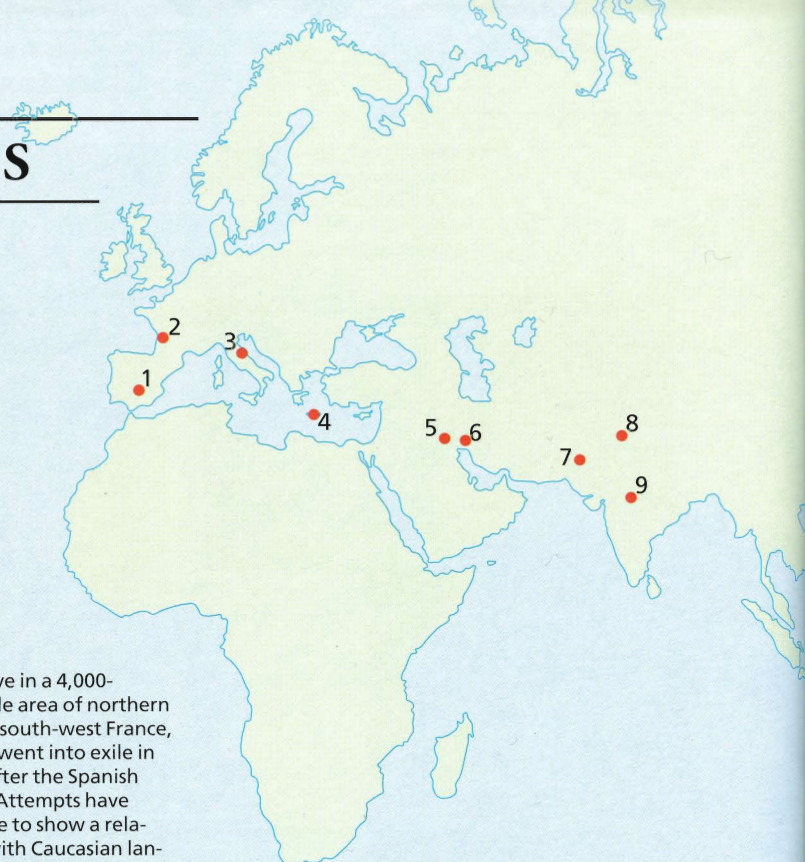 S
2
3
1
4
5
6
8
7
9
ve in a 4,000-
le area of northern
south-west France,
went into exile in
fter the Spanish
Attempts have
e to show a rela-
ith Caucasian lan-